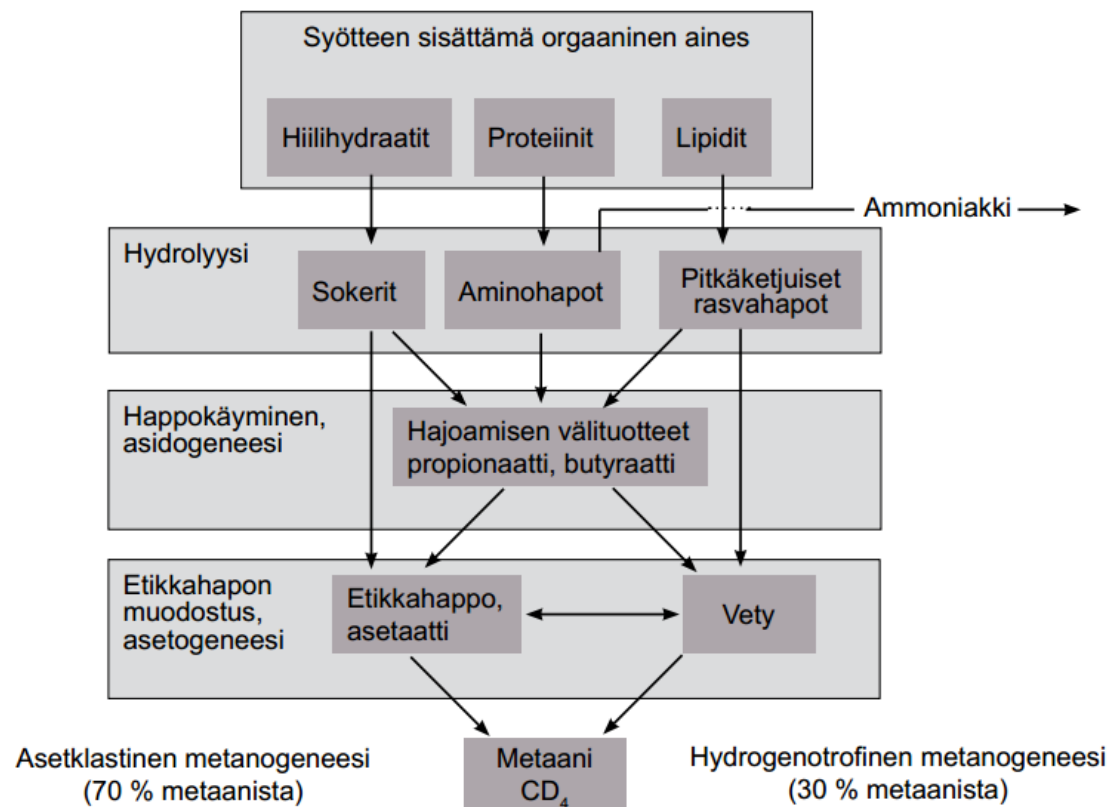 Syötteen sisättämä orgaaninen aines
Hiilihydraatit
Proteiinit
Lipidit
Ammoniakki
Hydrolyysi
Sokerit
Aminohapot
Pitkäketjuiset
rasvahapot
Happokäyminen,
asidogeneesi
Hajoamisen välituotteet
propionaatti, butyraatti
Etikkahapon
muodostus,
asetogeneesi
Etikkahappo,
asetaatti
Vety
Asetklastinen metanogeneesi
(70 % metaanista)
Metaani
CD₄
Hydrogenotrofinen metanogeneesi
(30 % metaanista)